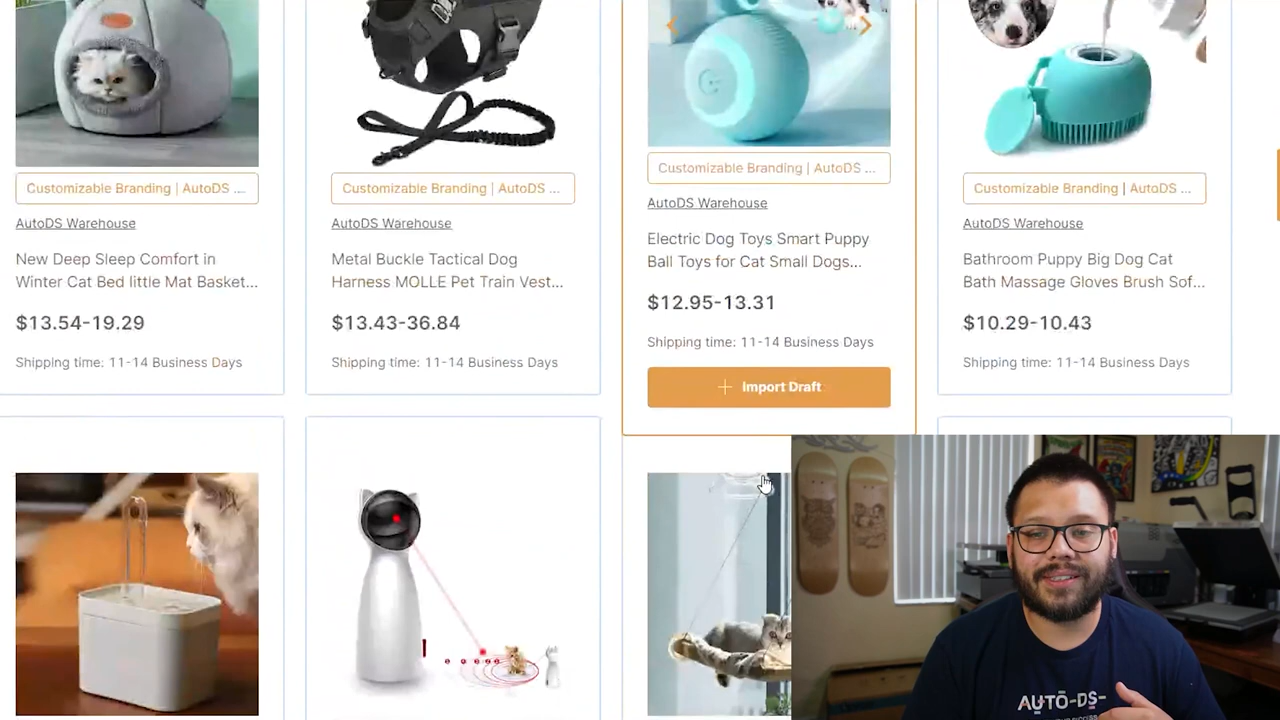 Customizable Branding | AutoDS ...
AutoDS Warehouse
New Deep Sleep Comfort in
Winter Cat Bed little Mat Basket...
$13.54-19.29
Shipping time: 11-14 Business Days
Customizable Branding | AutoDS ...
AutoDS Warehouse
Metal Buckle Tactical Dog
Harness MOLLE Pet Train Vest...
$13.43-36.84
Shipping time: 11-14 Business Days
Customizable Branding | AutoDS ...
AutoDS Warehouse
Electric Dog Toys Smart Puppy
Ball Toys for Cat Small Dogs...
$12.95-13.31
Shipping time: 11-14 Business Days
+ Import Draft
Customizable Branding | AutoDS ...
AutoDS Warehouse
Bathroom Puppy Big Dog Cat
Bath Massage Gloves Brush Sof...
$10.29-10.43
Shipping time: 11-14 Business Days
AUTO-DS-